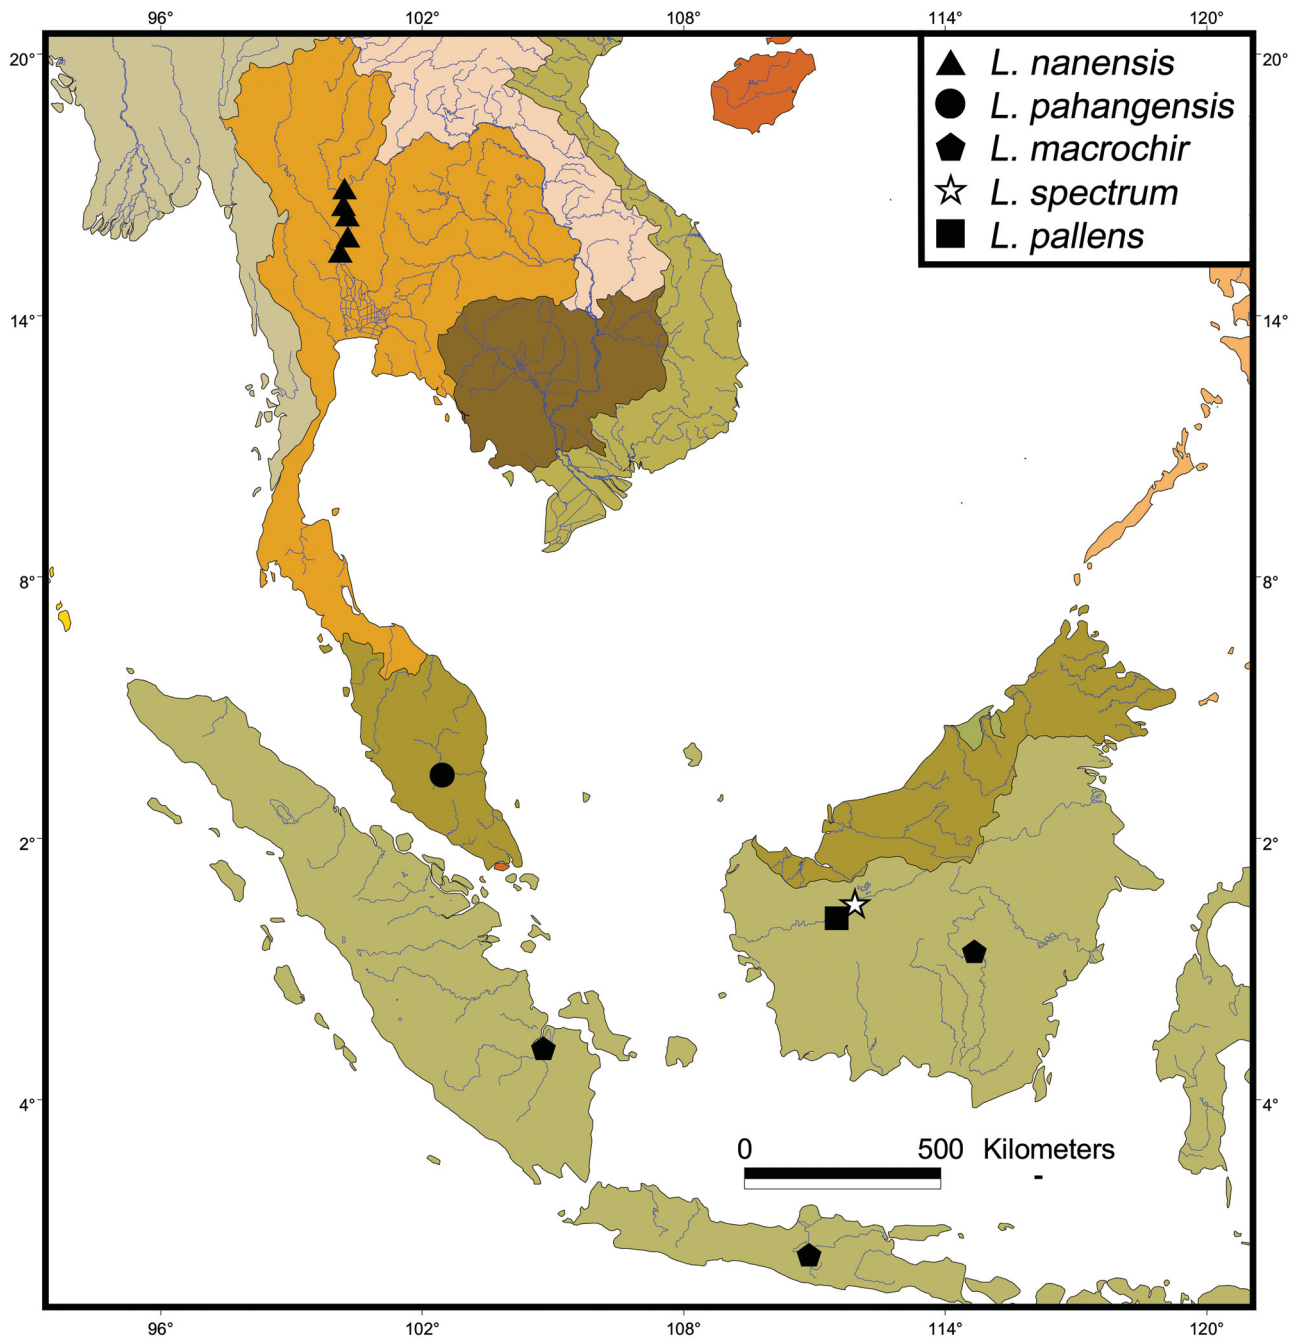 96° 102° 108° 114° 120°
L. nanensis
L. pahangensis
L. macrochir
L. spectrum
L. pallens
20° 20°
14° 14°
8° 8°
2° 2°
4° 4°
0 500 Kilometers
96° 102° 108° 114° 120°